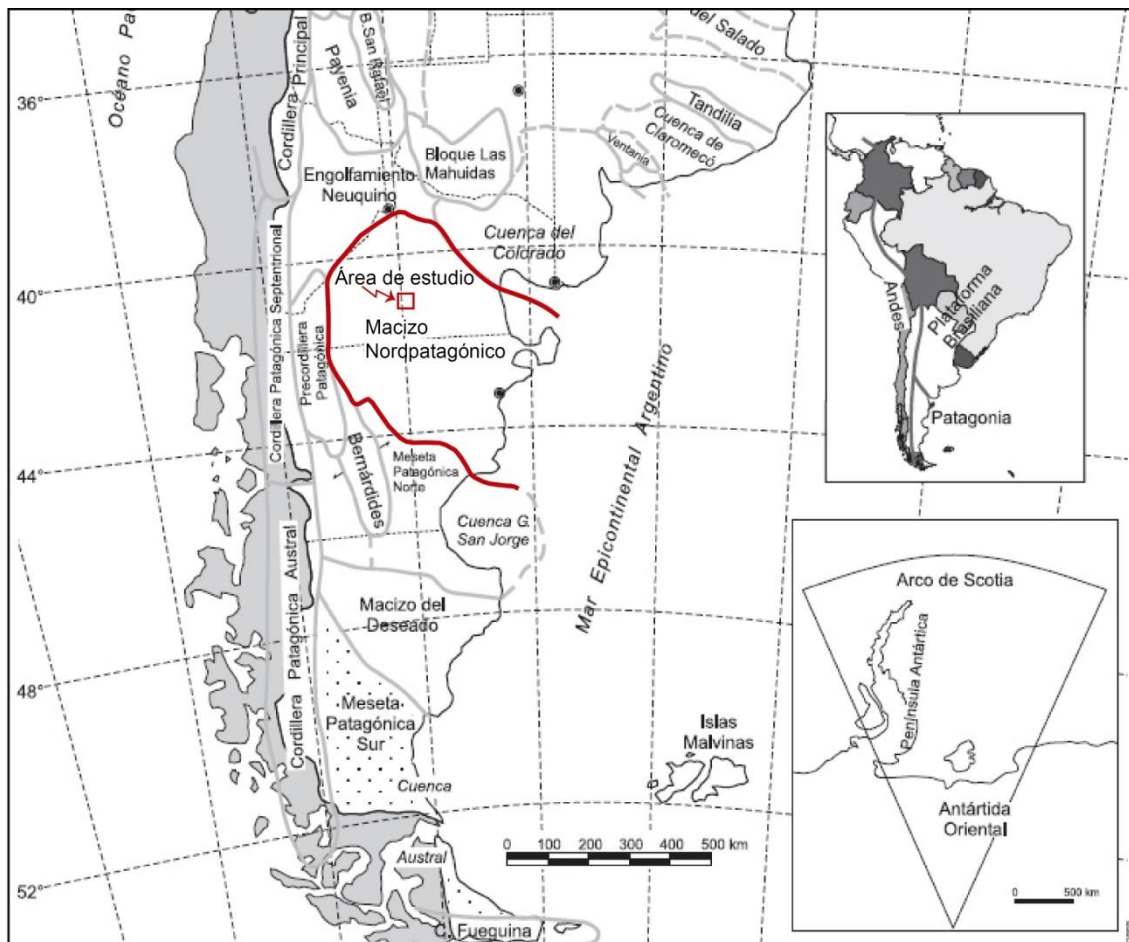 Océano Pa
36°
40°
44°
48°
52°
Cordillera Principal
Payenia
B.San Rafael
del Salado
Tandilia
Cuenca de
Claromecó
Ventania
Bloque Las
Mahuidas
Engolfamiento
Neuquino
Cuenca del
Colorado
Área de estudio
Macizo
Nordpatagónico
Cordillera Patagónica Septentrional
Precordillera
Patagónica
Bernárdides
Meseta
Patagónica
Norte
Cuenca G.
San Jorge
Cordillera Patagónica Austral
Macizo del
Deseado
Meseta
Patagónica
Sur
Cuenca
Austral
C. Fueguina
Mar Epicontinental Argentino
Islas
Malvinas
0 100 200 300 400 500 km
Andes
Plataforma
Brasiliana
Patagonia
Arco de Scotia
Península Antártica
Antártida
Oriental
0 500 km